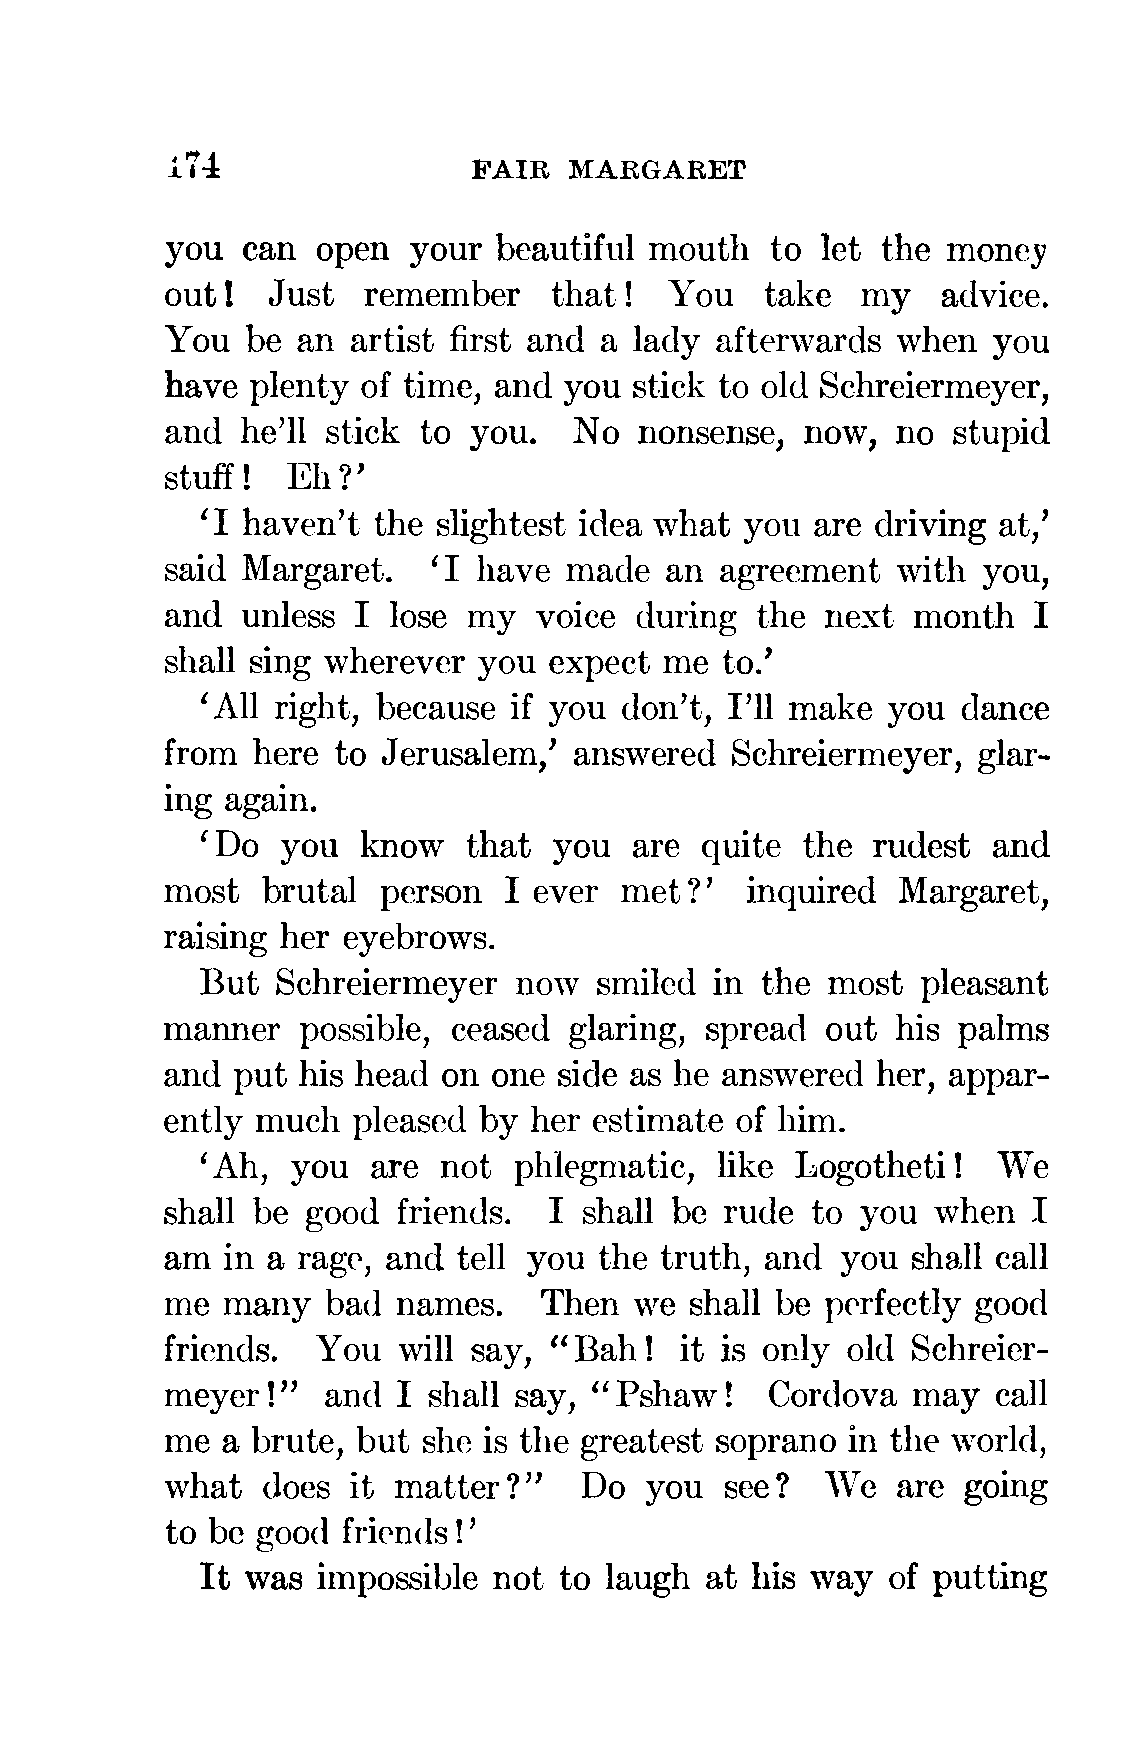 174 FAIR MARGARET
you can open your beautiful mouth to let the money
out! Just remember that! You take my advice.
You be an artist first and a lady afterwards when you
have plenty of time, and you stick to old Schreiermeyer,
and he'll stick to you. No nonsense, now, no stupid
stuff! Eh?'
'I haven't the slightest idea what you are driving at,'
said Margaret. 'I have made an agreement with you,
and unless I lose my voice during the next month I
shall sing wherever you expect me to.'
'All right, because if you don't, I'll make you dance
from here to Jerusalem,' answered Schreiermeyer, glar-
ing again.
'Do you know that you are quite the rudest and
most brutal person I ever met?' inquired Margaret,
raising her eyebrows.
But Schreiermeyer now smiled in the most pleasant
manner possible, ceased glaring, spread out his palms
and put his head on one side as he answered her, appar-
ently much pleased by her estimate of him.
'Ah, you are not phlegmatic, like Logotheti! We
shall be good friends. I shall be rude to you when I
am in a rage, and tell you the truth, and you shall call
me many bad names. Then we shall be perfectly good
friends. You will say, "Bah! it is only old Schreier-
meyer!" and I shall say, "Pshaw! Cordova may call
me a brute, but she is the greatest soprano in the world,
what does it matter?" Do you see? We are going
to be good friends!'
It was impossible not to laugh at his way of putting